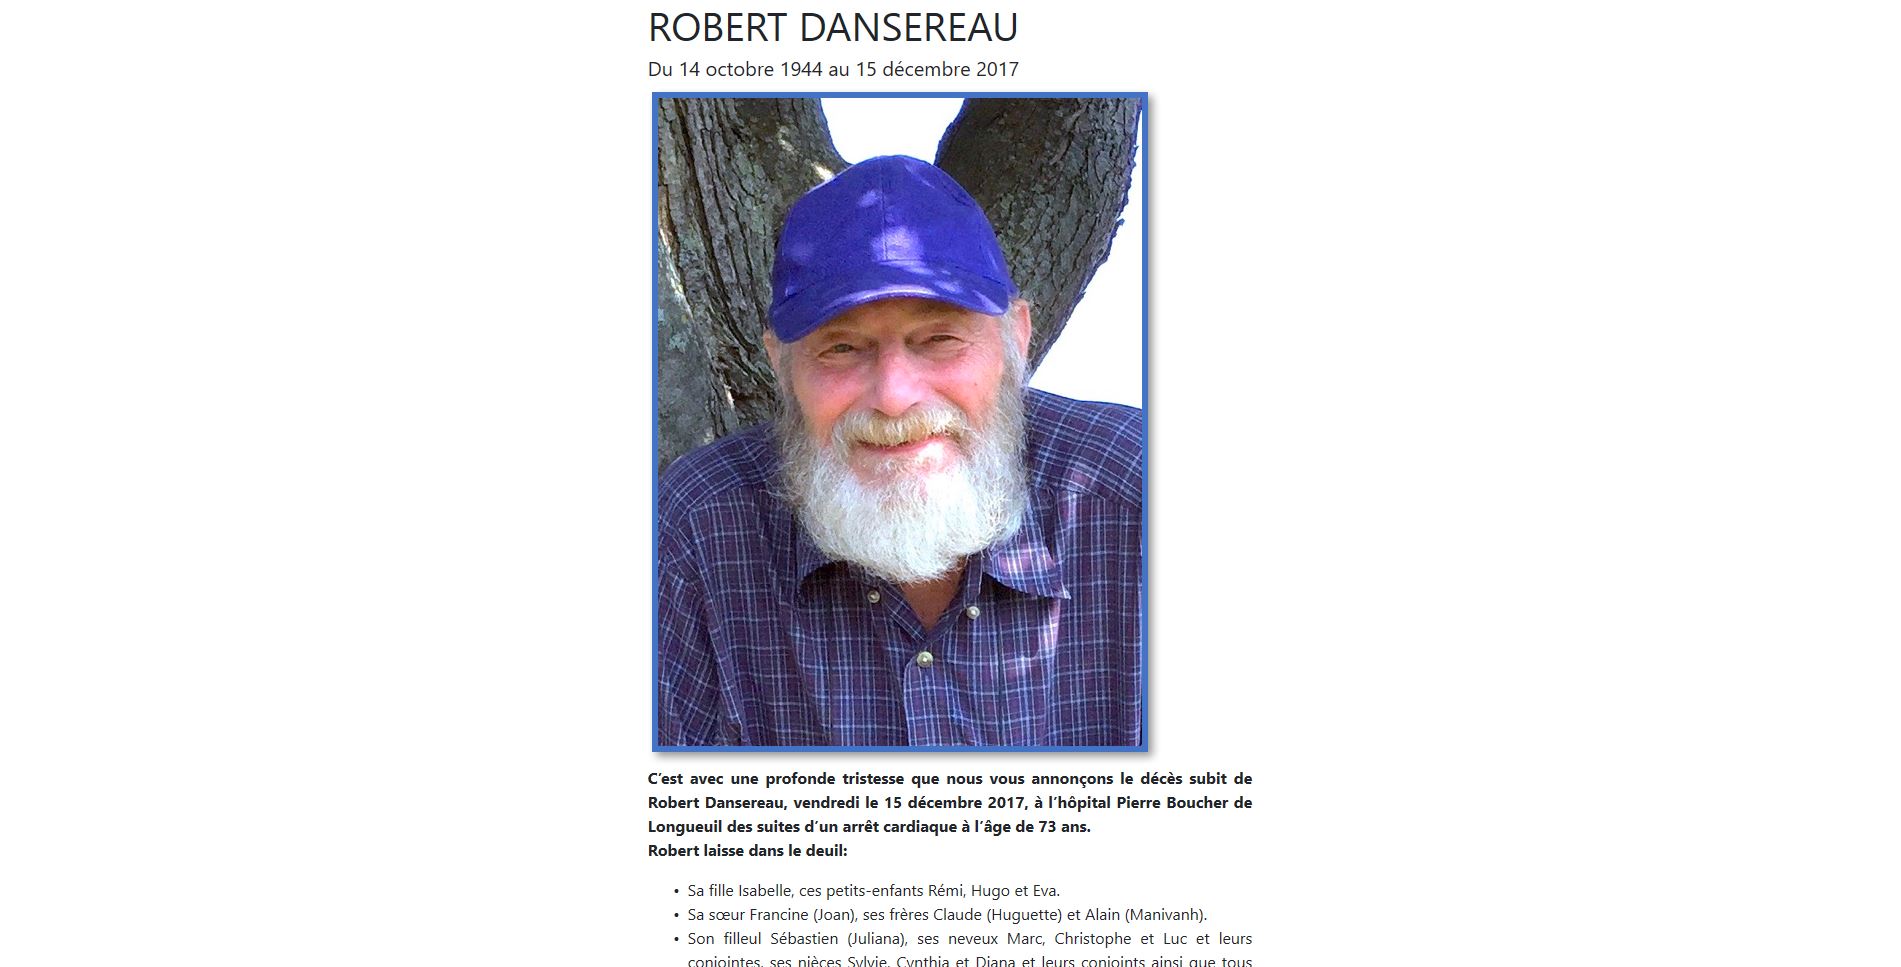 ROBERT DANSEREAU
Du 14 octobre 1944 au 15 décembre 2017
C’est avec une profonde tristesse que nous vous annonçons le décès subit de
Robert Dansereau, vendredi le 15 décembre 2017, à l’hôpital Pierre Boucher de
Longueuil des suites d’un arrêt cardiaque à l’âge de 73 ans.
Robert laisse dans le deuil:
• Sa fille Isabelle, ces petits-enfants Rémi, Hugo et Eva.
• Sa sœur Francine (Joan), ses frères Claude (Huguette) et Alain (Manivanh).
• Son filleul Sébastien (Juliana), ses neveux Marc, Christophe et Luc et leurs
conjointes, ses nièces Sylvie, Cynthia et Diana et leurs conjoints ainsi que tous